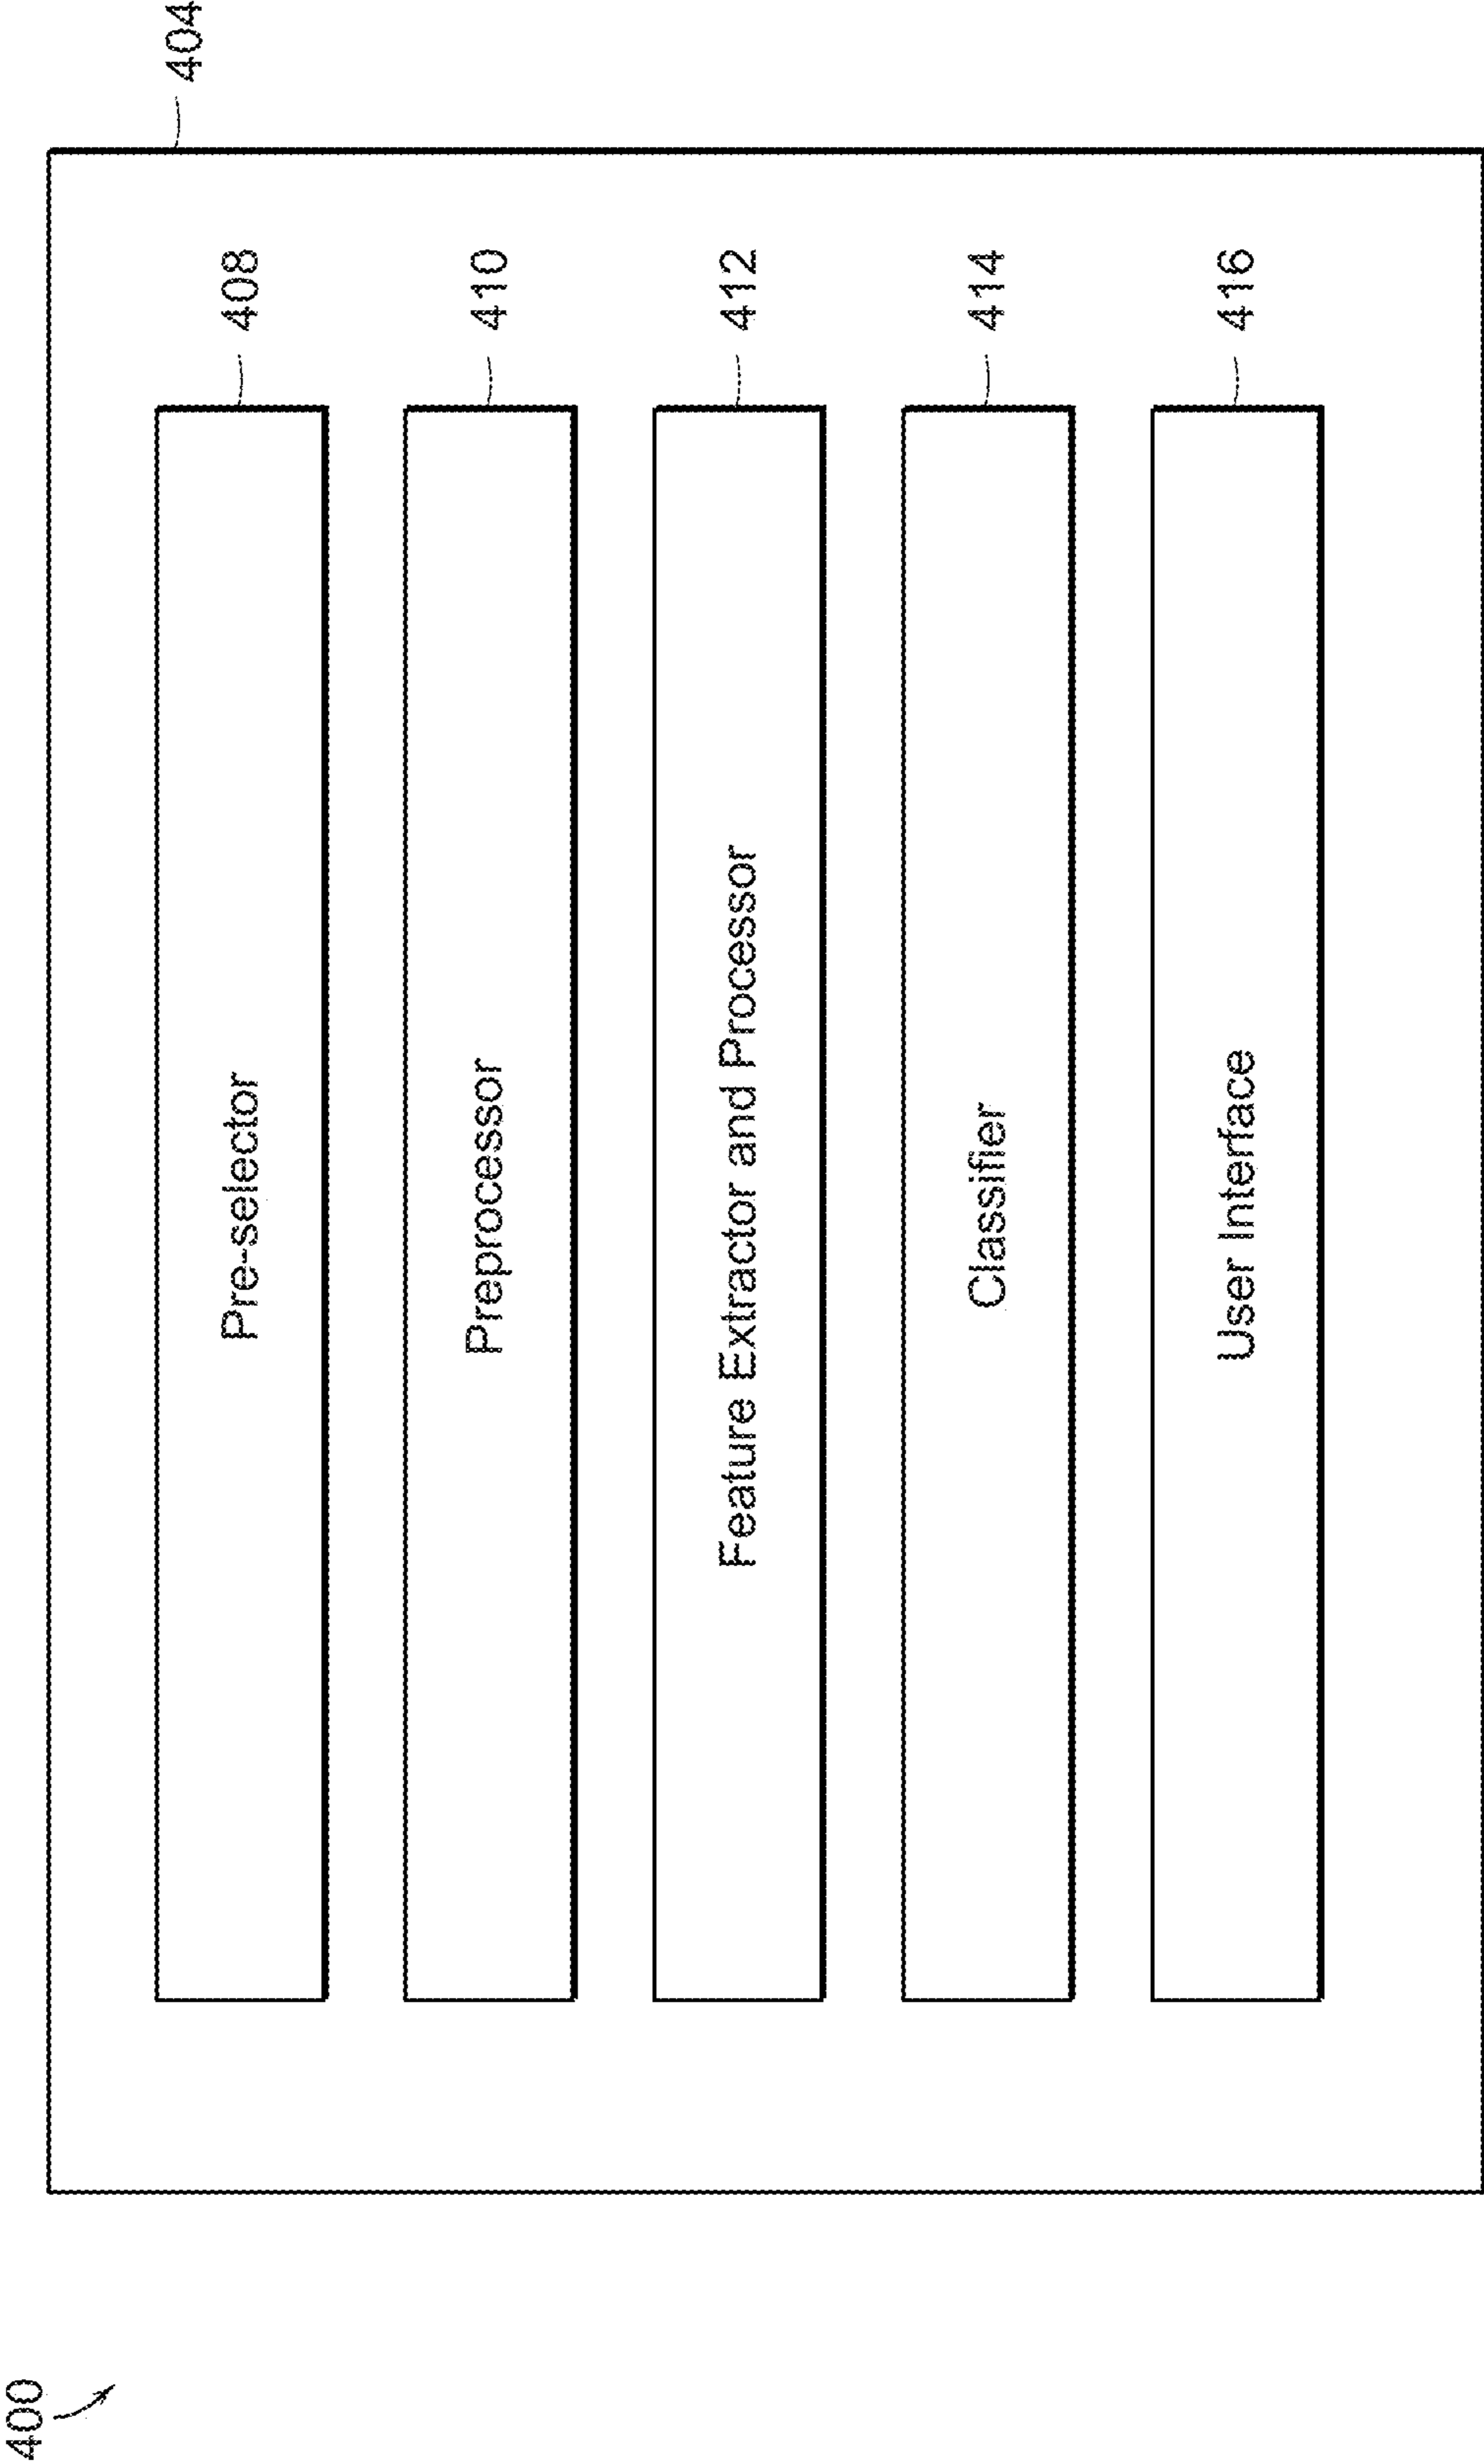 400
404
Pre-selector
408
Preprocessor
410
Feature Extractor and Processor
412
Classifier
414
User Interface
416